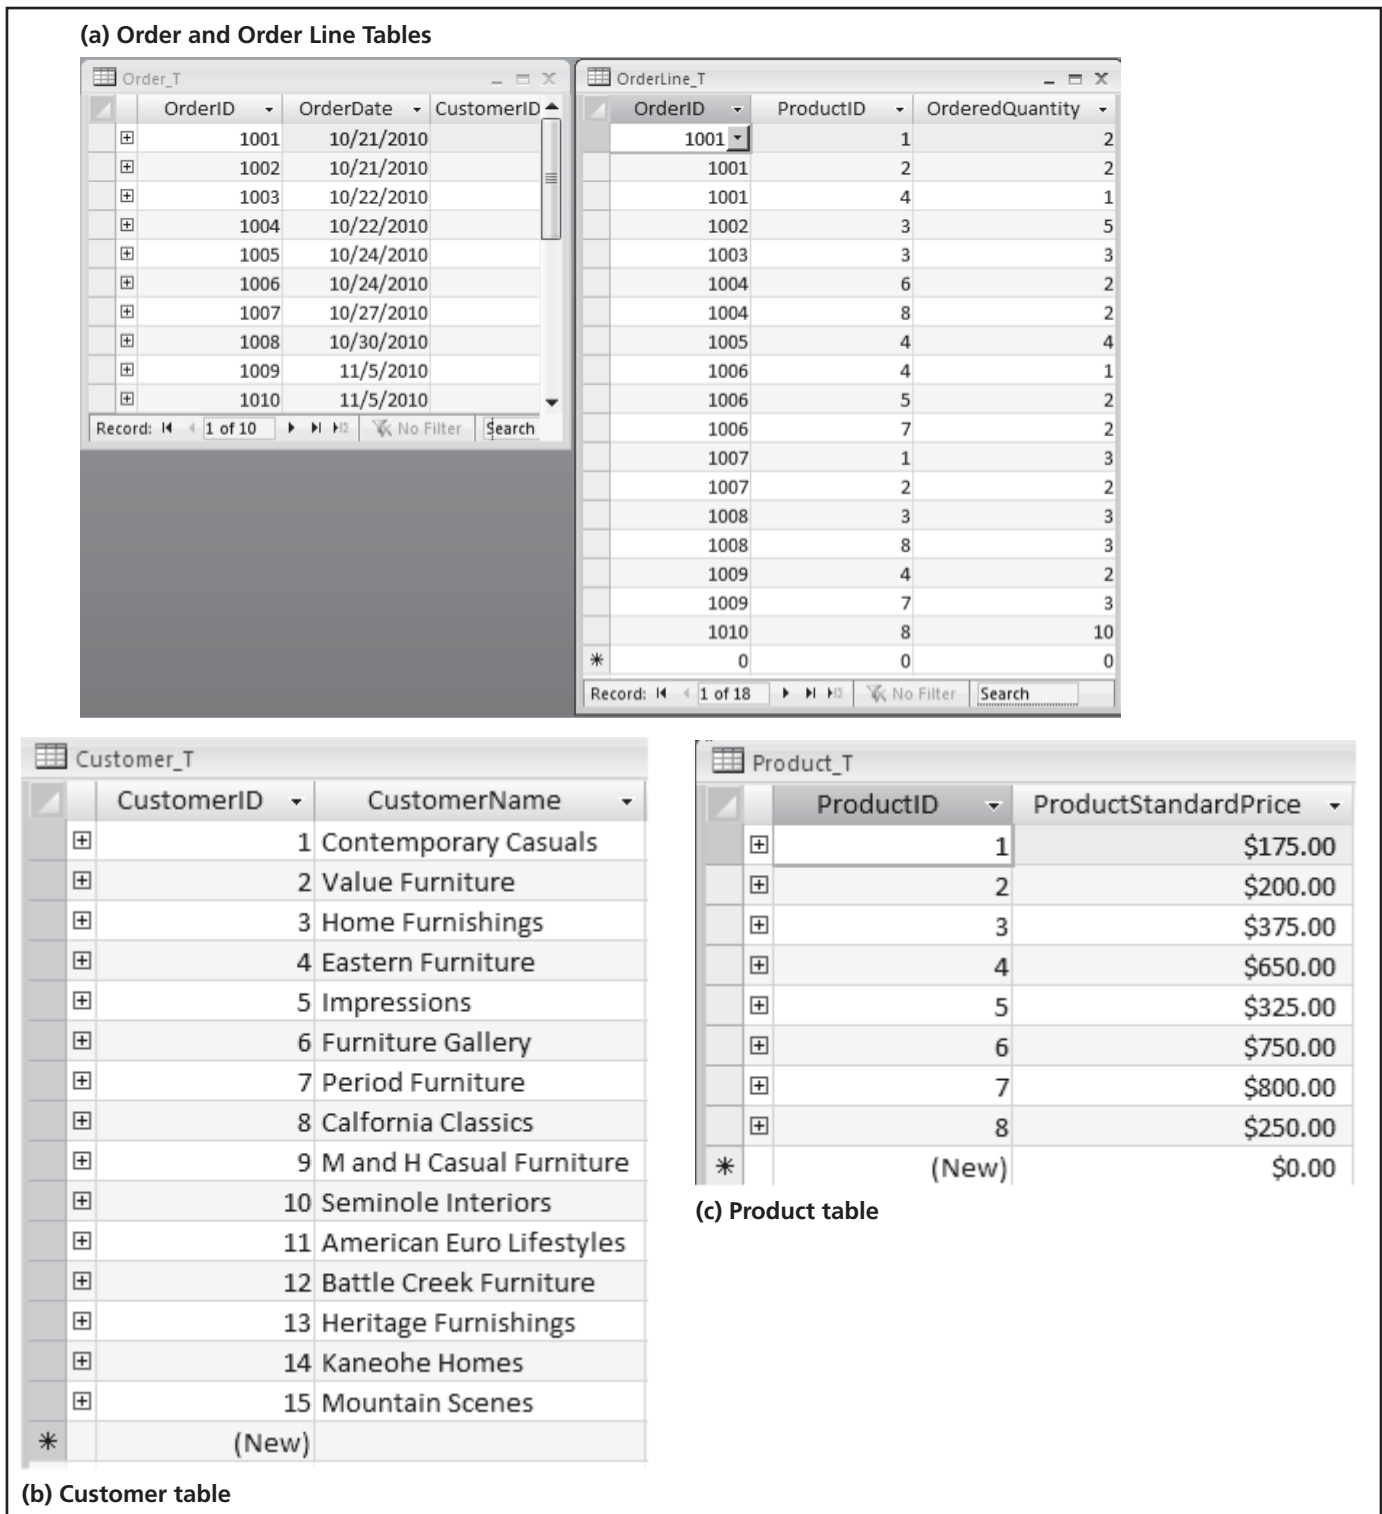 (a) Order and Order Line Tables
Order_T
OrderID OrderDate CustomerID
1001 10/21/2010
1002 10/21/2010
1003 10/22/2010
1004 10/22/2010
1005 10/24/2010
1006 10/24/2010
1007 10/27/2010
1008 10/30/2010
1009 11/5/2010
1010 11/5/2010
Record: 1 of 10 No Filter Search
OrderLine_T
OrderID ProductID OrderedQuantity
1001 1 2
1001 2 2
1001 4 1
1002 3 5
1003 3 3
1004 6 2
1004 8 2
1005 4 4
1006 4 1
1006 5 2
1006 7 2
1007 1 3
1007 2 2
1008 3 3
1008 8 3
1009 4 2
1009 7 3
1010 8 10
0 0 0
Record: 1 of 18 No Filter Search
Customer_T
CustomerID CustomerName
1 Contemporary Casuals
2 Value Furniture
3 Home Furnishings
4 Eastern Furniture
5 Impressions
6 Furniture Gallery
7 Period Furniture
8 Calfornia Classics
9 M and H Casual Furniture
10 Seminole Interiors
11 American Euro Lifestyles
12 Battle Creek Furniture
13 Heritage Furnishings
14 Kaneohe Homes
15 Mountain Scenes
(New)
(b) Customer table
Product_T
ProductID ProductStandardPrice
1 $175.00
2 $200.00
3 $375.00
4 $650.00
5 $325.00
6 $750.00
7 $800.00
8 $250.00
(New) $0.00
(c) Product table